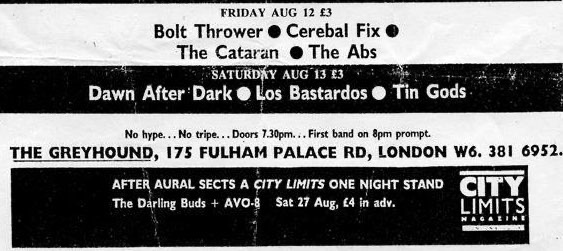 FRIDAY AUG 12 £3
Bolt Thrower ● Cerebal Fix ●
The Cataran ● The Abs
SATURDAY AUG 13 £3
Dawn After Dark ● Los Bastardos ● Tin Gods
No hype... No tripe... Doors 7.30pm... First band on 8pm prompt.
THE GREYHOUND, 175 FULHAM PALACE RD, LONDON W6. 381 6952.
AFTER AURAL SECTS A CITY LIMITS ONE NIGHT STAND
The Darling Buds + AVO-8 Sat 27 Aug, £4 in adv.
CITY
LIMITS
MAGAZINE